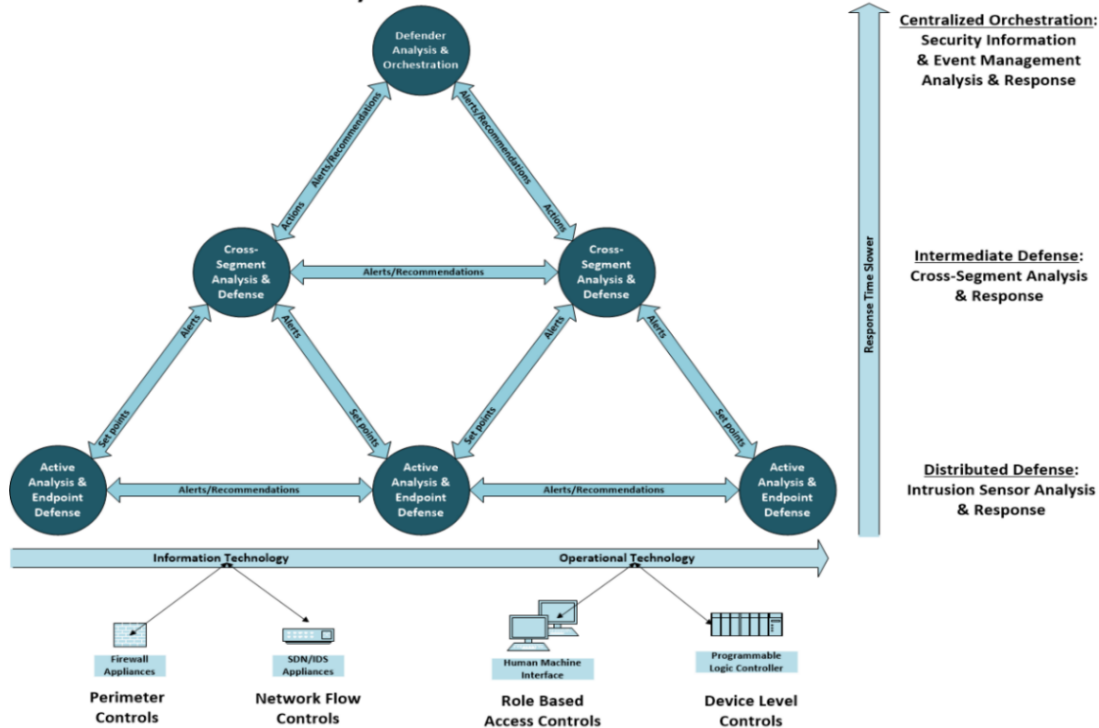 Defender
Analysis &
Orchestration
Centralized Orchestration:
Security Information
& Event Management
Analysis & Response
Alerts/Recommendations
Actions
Alerts/Recommendations
Actions
Cross-
Segment
Analysis &
Defense
Alerts/Recommendations
Cross-
Segment
Analysis &
Defense
Intermediate Defense:
Cross-Segment Analysis
& Response
Response Time Slower
Alerts
Set points
Alerts
Set points
Alerts
Set points
Alerts
Set points
Active
Analysis &
Endpoint
Defense
Alerts/Recommendations
Active
Analysis &
Endpoint
Defense
Alerts/Recommendations
Active
Analysis &
Endpoint
Defense
Distributed Defense:
Intrusion Sensor Analysis
& Response
Information Technology
Operational Technology
Firewall
Appliances
SDN/IDS
Appliances
Human Machine
Interface
Programmable
Logic Controller
Perimeter
Controls
Network Flow
Controls
Role Based
Access Controls
Device Level
Controls